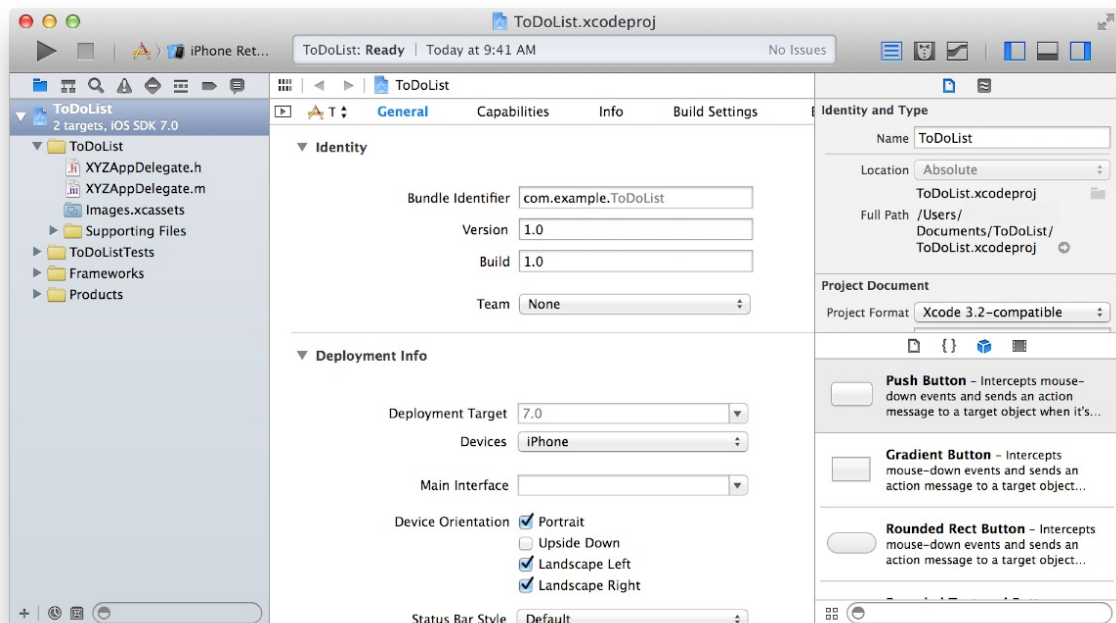 ToDoList.xcodeproj
iPhone Ret...
ToDoList: Ready | Today at 9:41 AM
No Issues
ToDoList
2 targets, iOS SDK 7.0
ToDoList
XYZAppDelegate.h
XYZAppDelegate.m
Images.xcassets
Supporting Files
ToDoListTests
Frameworks
Products
ToDoList
T
General Capabilities Info Build Settings
Identity
Bundle Identifier com.example.ToDoList
Version 1.0
Build 1.0
Team None
Deployment Info
Deployment Target 7.0
Devices iPhone
Main Interface
Device Orientation Portrait
Upside Down
Landscape Left
Landscape Right
Status Bar Style Default
Identity and Type
Name ToDoList
Location Absolute
ToDoList.xcodeproj
Full Path /Users/
Documents/ToDoList/
ToDoList.xcodeproj
Project Document
Project Format Xcode 3.2-compatible
{ }
Push Button – Intercepts mouse-
down events and sends an action
message to a target object when it's...
Gradient Button – Intercepts
mouse-down events and sends an
action message to a target object...
Rounded Rect Button – Intercepts
mouse-down events and sends an
action message to a target object...